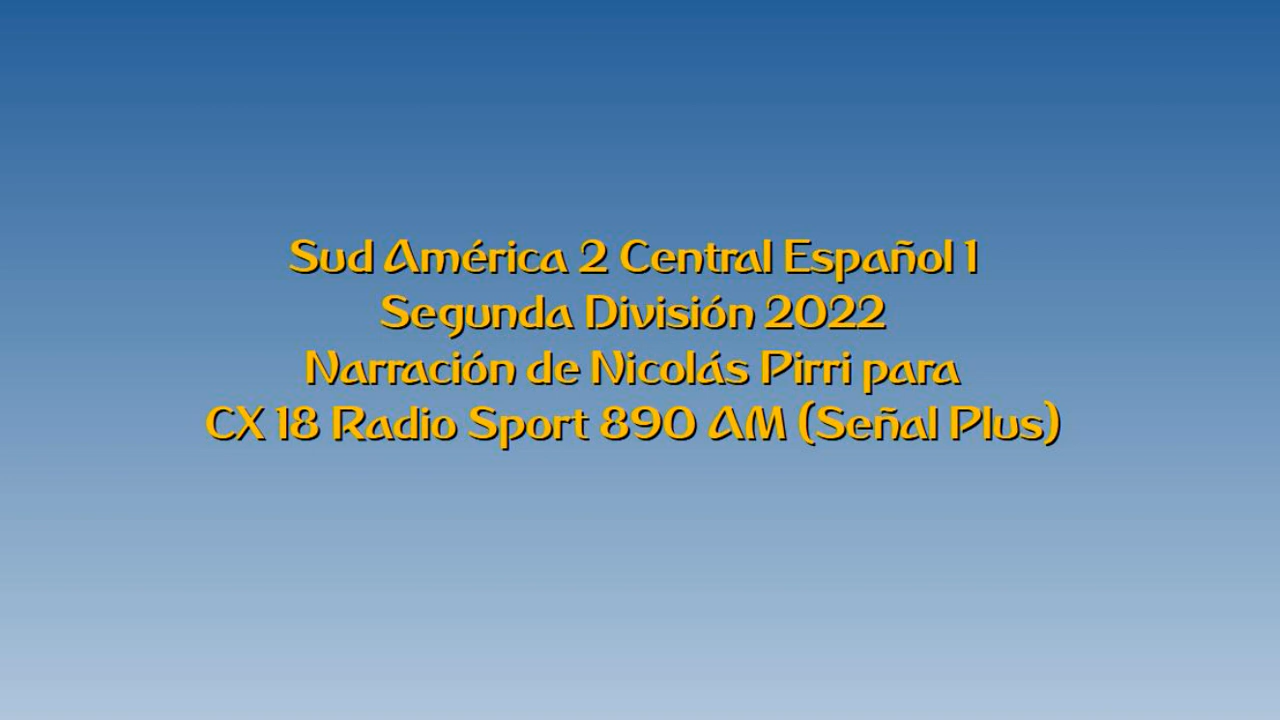 Sud América 2 Central Español 1
Segunda División 2022
Narración de Nicolás Pirri para
CX 18 Radio Sport 890 AM (Señal Plus)